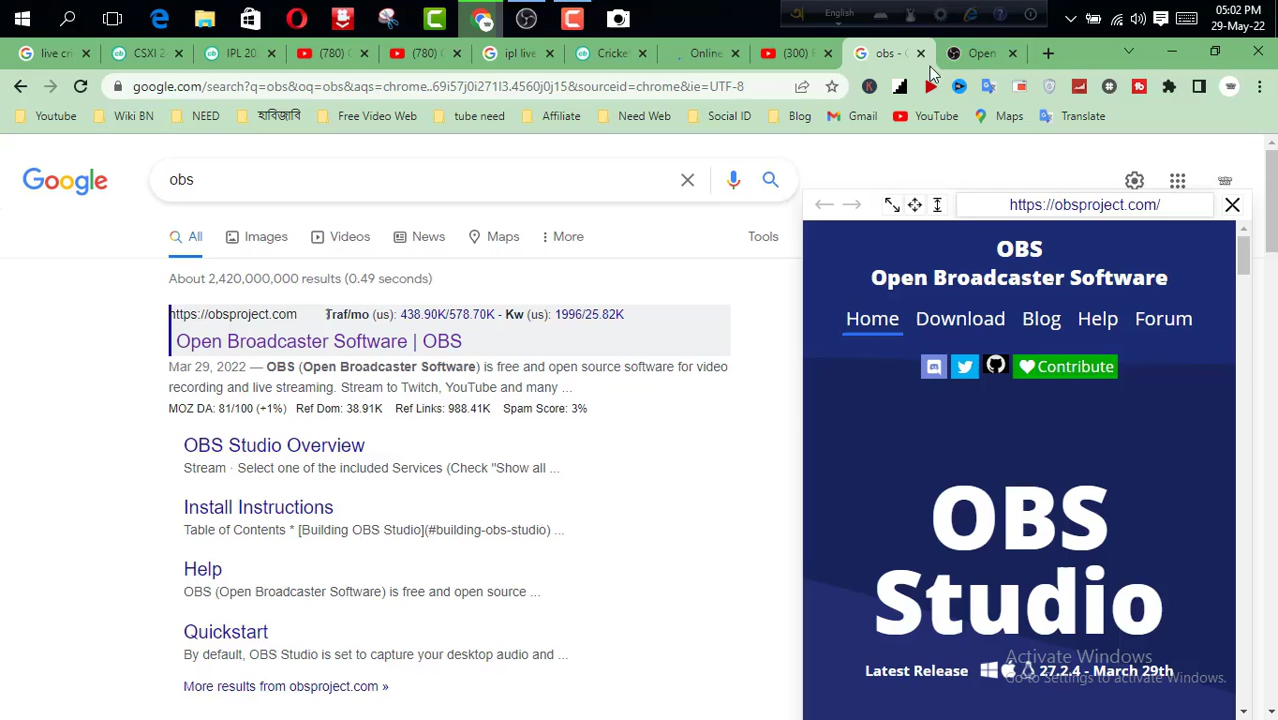 English
05:02 PM
29-May-22
live cri
CSXI 2
IPL 20
(780) C
(780) C
ipl live
Cricket
Online
(300) F
obs -
Open
google.com/search?q=obs&oq=obs&aqs=chrome..69i57j0i271l3.4560j0j15&sourceid=chrome&ie=UTF-8
Youtube
Wiki BN
NEED
হাবিজাবি
Free Video Web
tube need
Affiliate
Need Web
Social ID
Blog
Gmail
YouTube
Maps
Translate
Google
obs
All
Images
Videos
News
Maps
More
Tools
About 2,420,000,000 results (0.49 seconds)
https://obsproject.com Traf/mo (us): 438.90K/578.70K - Kw (us): 1996/25.82K
Open Broadcaster Software | OBS
Mar 29, 2022 — OBS (Open Broadcaster Software) is free and open source software for video
recording and live streaming. Stream to Twitch, YouTube and many ...
MOZ DA: 81/100 (+1%) Ref Dom: 38.91K Ref Links: 988.41K Spam Score: 3%
OBS Studio Overview
Stream · Select one of the included Services (Check "Show all ...
Install Instructions
Table of Contents * [Building OBS Studio](#building-obs-studio) ...
Help
OBS (Open Broadcaster Software) is free and open source ...
Quickstart
By default, OBS Studio is set to capture your desktop audio and ...
More results from obsproject.com »
https://obsproject.com/
OBS
Open Broadcaster Software
Home Download Blog Help Forum
Contribute
OBS
Studio
Latest Release 27.2.4 - March 29th
Activate Windows
Go to Settings to activate Windows.